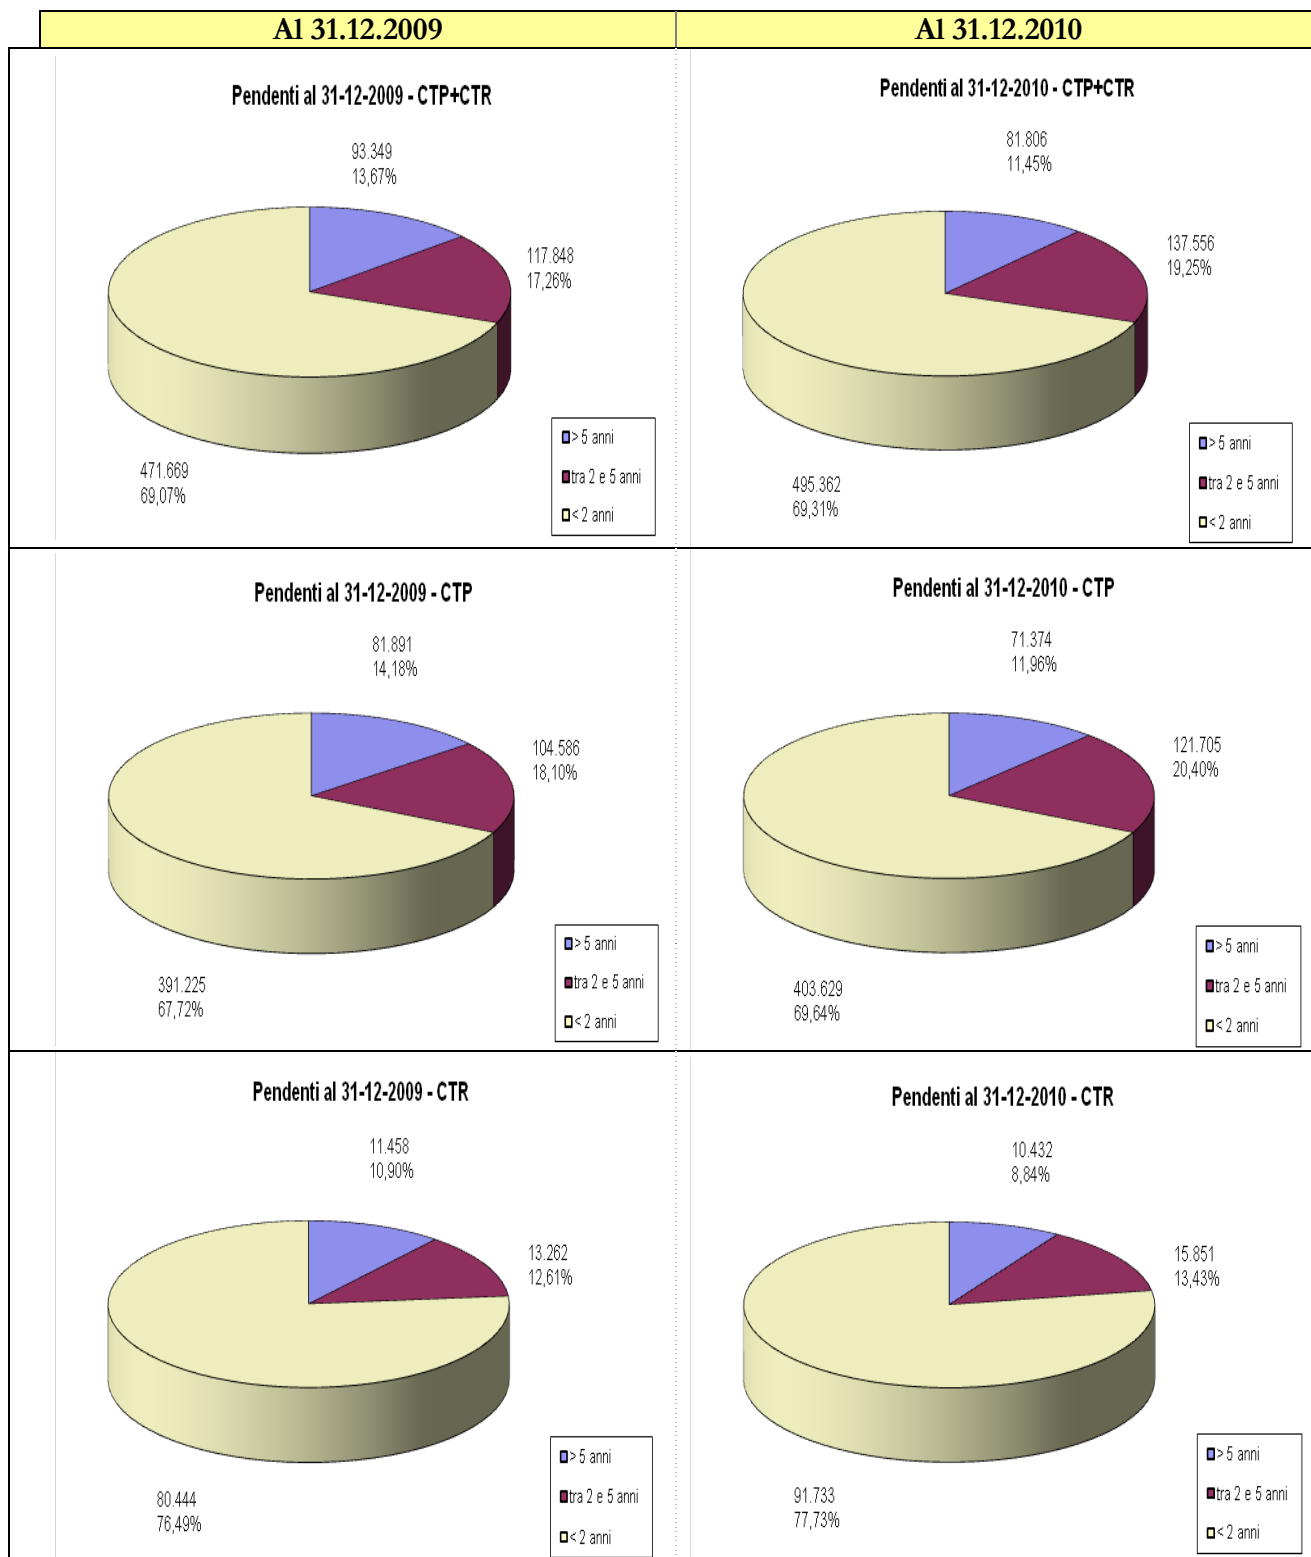 Al 31.12.2009
Al 31.12.2010
Pendenti al 31-12-2009 - CTP+CTR
93.349
13,67%
117.848
17,26%
471.669
69,07%
> 5 anni
tra 2 e 5 anni
< 2 anni
Pendenti al 31-12-2010 - CTP+CTR
81.806
11,45%
137.556
19,25%
495.362
69,31%
> 5 anni
tra 2 e 5 anni
< 2 anni
Pendenti al 31-12-2009 - CTP
81.891
14,18%
104.586
18,10%
391.225
67,72%
> 5 anni
tra 2 e 5 anni
< 2 anni
Pendenti al 31-12-2010 - CTP
71.374
11,96%
121.705
20,40%
403.629
69,64%
> 5 anni
tra 2 e 5 anni
< 2 anni
Pendenti al 31-12-2009 - CTR
11.458
10,90%
13.262
12,61%
80.444
76,49%
> 5 anni
tra 2 e 5 anni
< 2 anni
Pendenti al 31-12-2010 - CTR
10.432
8,84%
15.851
13,43%
91.733
77,73%
> 5 anni
tra 2 e 5 anni
< 2 anni